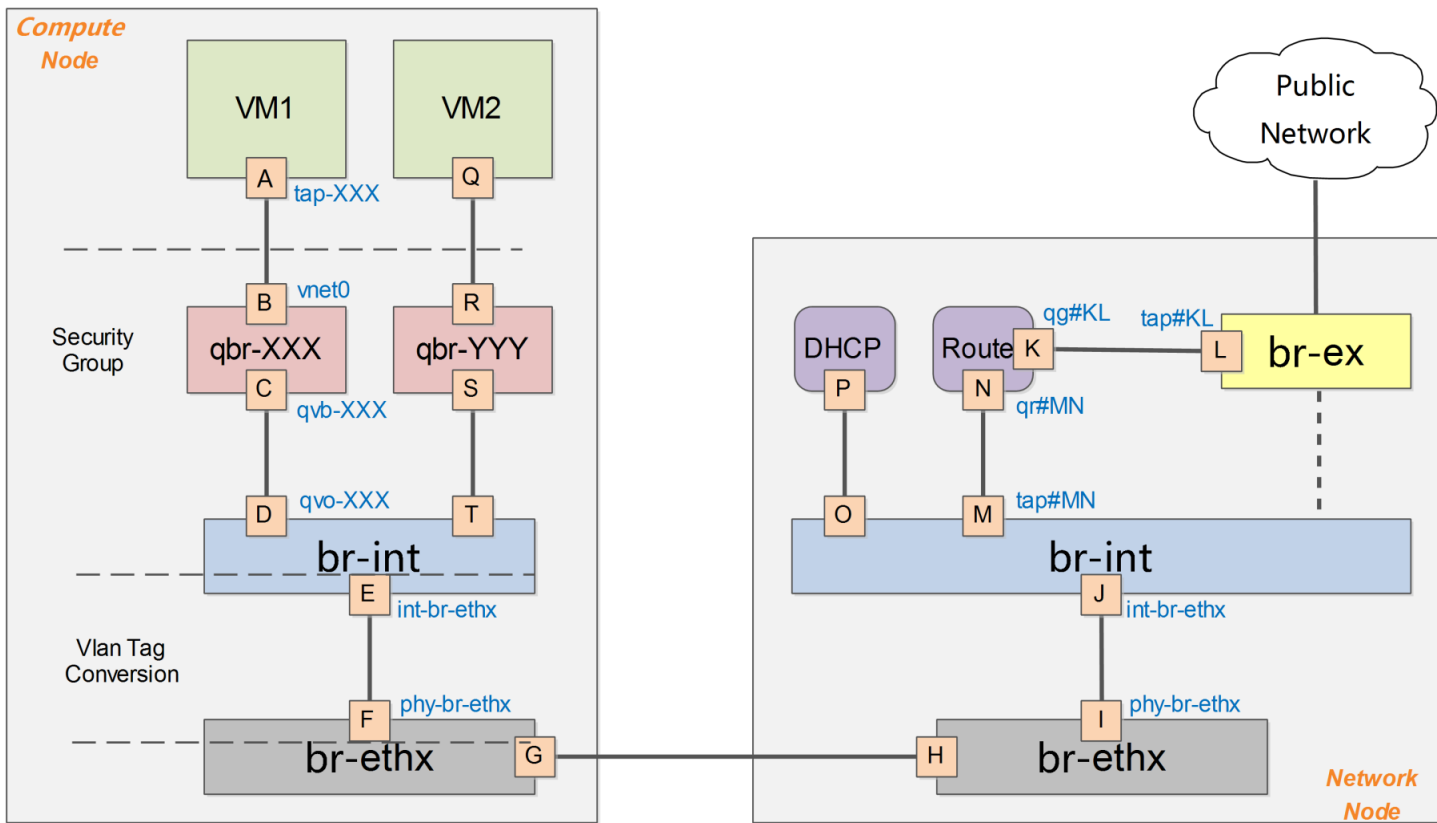 Compute
Node
VM1
VM2
A
tap-XXX
Q
B
vnet0
R
Security
Group
qbr-XXX
qbr-YYY
C
qvb-XXX
S
D
qvo-XXX
T
br-int
E
int-br-ethx
Vlan Tag
Conversion
F
phy-br-ethx
br-ethx
G
Public
Network
DHCP
Route
K
qg#KL
tap#KL
L
br-ex
P
N
qr#MN
O
M
tap#MN
br-int
J
int-br-ethx
I
phy-br-ethx
H
br-ethx
Network
Node